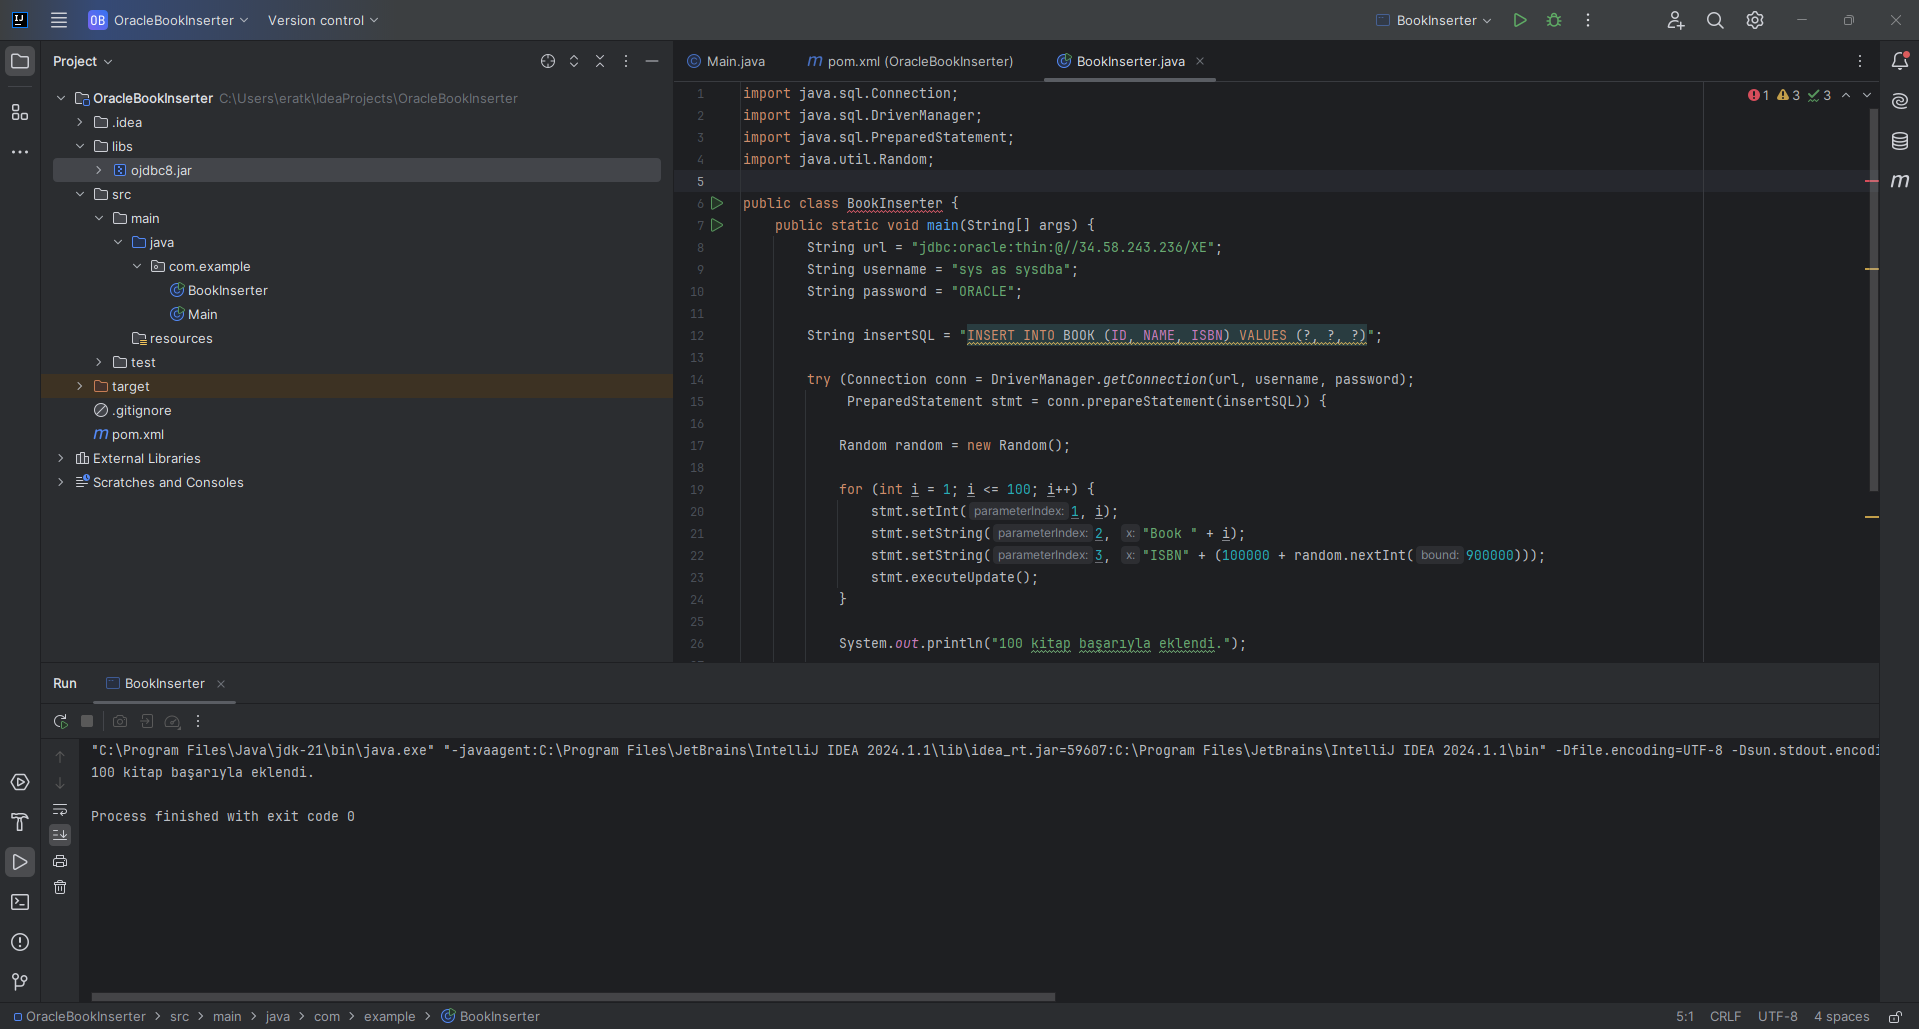 OB OracleBookInserter Version control BookInserter
Project
Main.java pom.xml (OracleBookInserter) BookInserter.java
OracleBookInserter C:\Users\eratk\IdeaProjects\OracleBookInserter
.idea
libs
ojdbc8.jar
src
main
java
com.example
BookInserter
Main
resources
test
target
.gitignore
pom.xml
External Libraries
Scratches and Consoles
1 3 3
1 import java.sql.Connection;
2 import java.sql.DriverManager;
3 import java.sql.PreparedStatement;
4 import java.util.Random;
5
6 public class BookInserter {
7 public static void main(String[] args) {
8 String url = "jdbc:oracle:thin:@//34.58.243.236/XE";
9 String username = "sys as sysdba";
10 String password = "ORACLE";
11
12 String insertSQL = "INSERT INTO BOOK (ID, NAME, ISBN) VALUES (?, ?, ?)";
13
14 try (Connection conn = DriverManager.getConnection(url, username, password);
15 PreparedStatement stmt = conn.prepareStatement(insertSQL)) {
16
17 Random random = new Random();
18
19 for (int i = 1; i <= 100; i++) {
20 stmt.setInt( parameterIndex: 1, i);
21 stmt.setString( parameterIndex: 2, x: "Book " + i);
22 stmt.setString( parameterIndex: 3, x: "ISBN" + (100000 + random.nextInt( bound: 900000)));
23 stmt.executeUpdate();
24 }
25
26 System.out.println("100 kitap başarıyla eklendi.");
Run BookInserter
"C:\Program Files\Java\jdk-21\bin\java.exe" "-javaagent:C:\Program Files\JetBrains\IntelliJ IDEA 2024.1.1\lib\idea_rt.jar=59607:C:\Program Files\JetBrains\IntelliJ IDEA 2024.1.1\bin" -Dfile.encoding=UTF-8 -Dsun.stdout.encodi
100 kitap başarıyla eklendi.
Process finished with exit code 0
OracleBookInserter > src > main > java > com > example > BookInserter 5:1 CRLF UTF-8 4 spaces